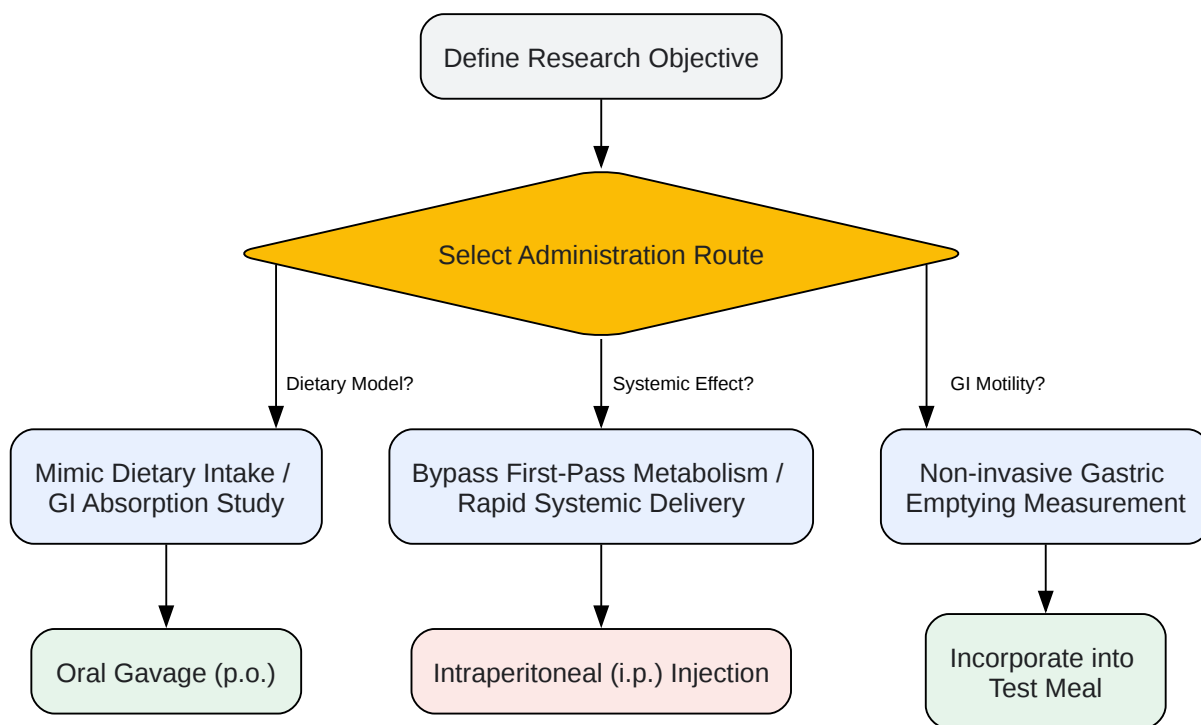 Define Research Objective
Select Administration Route
Dietary Model?
Systemic Effect?
GI Motility?
Mimic Dietary Intake /
GI Absorption Study
Bypass First-Pass Metabolism /
Rapid Systemic Delivery
Non-invasive Gastric
Emptying Measurement
Oral Gavage (p.o.)
Intraperitoneal (i.p.) Injection
Incorporate into
Test Meal